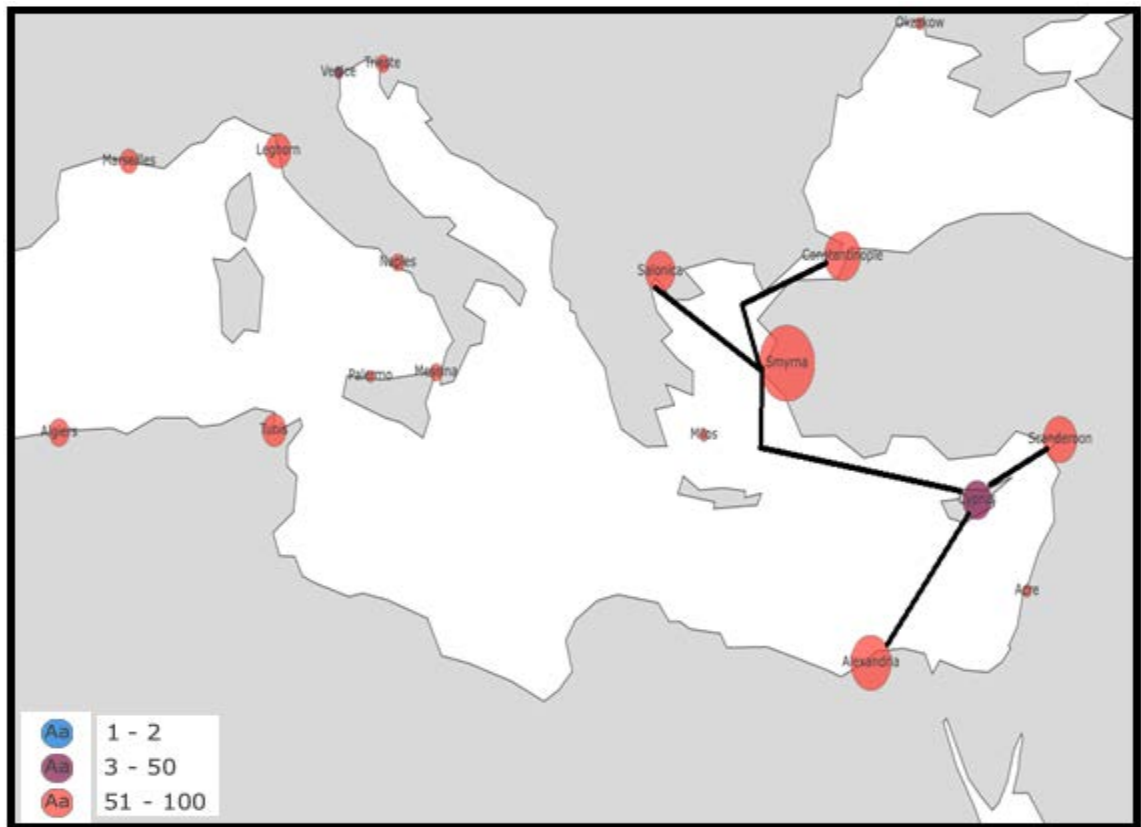 Okzakow
Venice
Trieste
Marseilles
Leghorn
Naples
Salonica
Constantinople
Smyrna
Palermo
Messina
Algiers
Tunis
Milos
Scanderoon
Cyprus
Acre
Alexandria
Aa 1 - 2
Aa 3 - 50
Aa 51 - 100